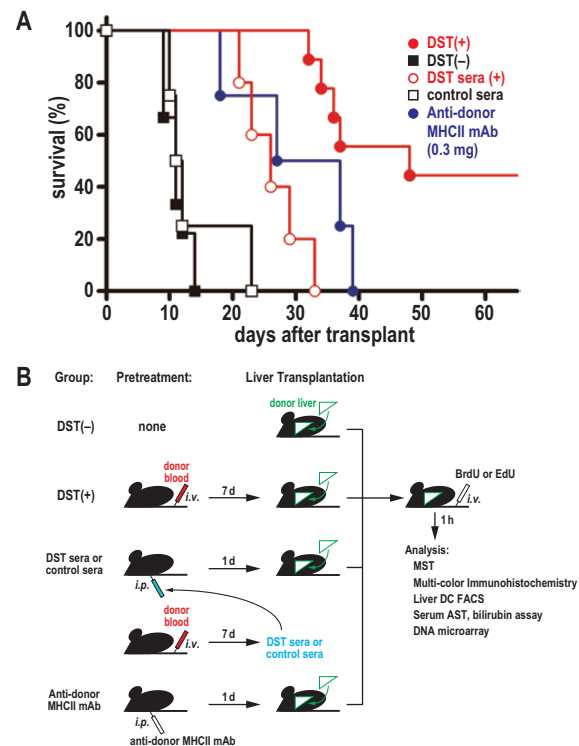 A
100
80
60
40
20
0
survival (%)
0 10 20 30 40 50 60
days after transplant
DST(+)
DST(–)
DST sera (+)
control sera
Anti-donor
MHCII mAb
(0.3 mg)
B
Group: Pretreatment: Liver Transplantation
donor liver
DST(–) none
donor
blood
BrdU or EdU
DST(+) i.v. 7 d i.v.
1 h
DST sera or
control sera
1 d
i.p.
Analysis:
MST
Multi-color Immunohistochemistry
Liver DC FACS
Serum AST, bilirubin assay
DNA microarray
donor
blood
i.v. 7 d
DST sera or
control sera
Anti-donor
MHCII mAb
1 d
i.p.
anti-donor MHCII mAb